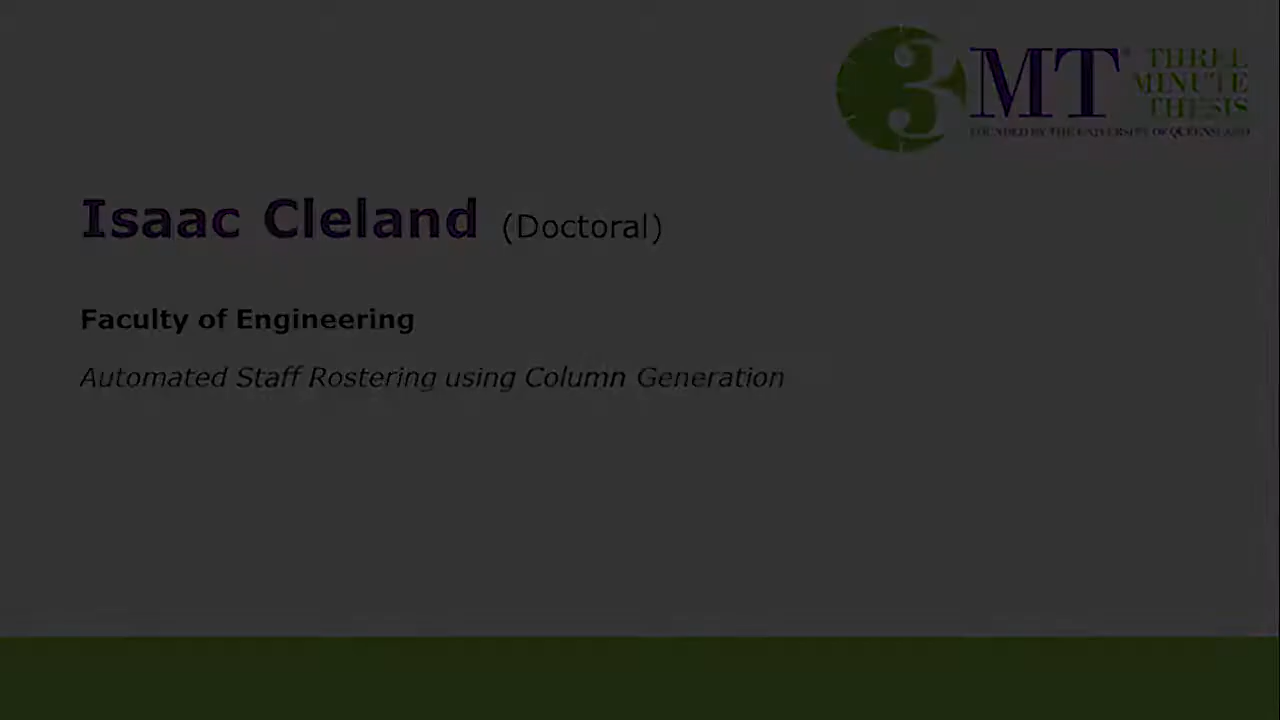 3MT® THREE
MINUTE
THESIS
FOUNDED BY THE UNIVERSITY OF QUEENSLAND
Isaac Cleland (Doctoral)
Faculty of Engineering
Automated Staff Rostering using Column Generation